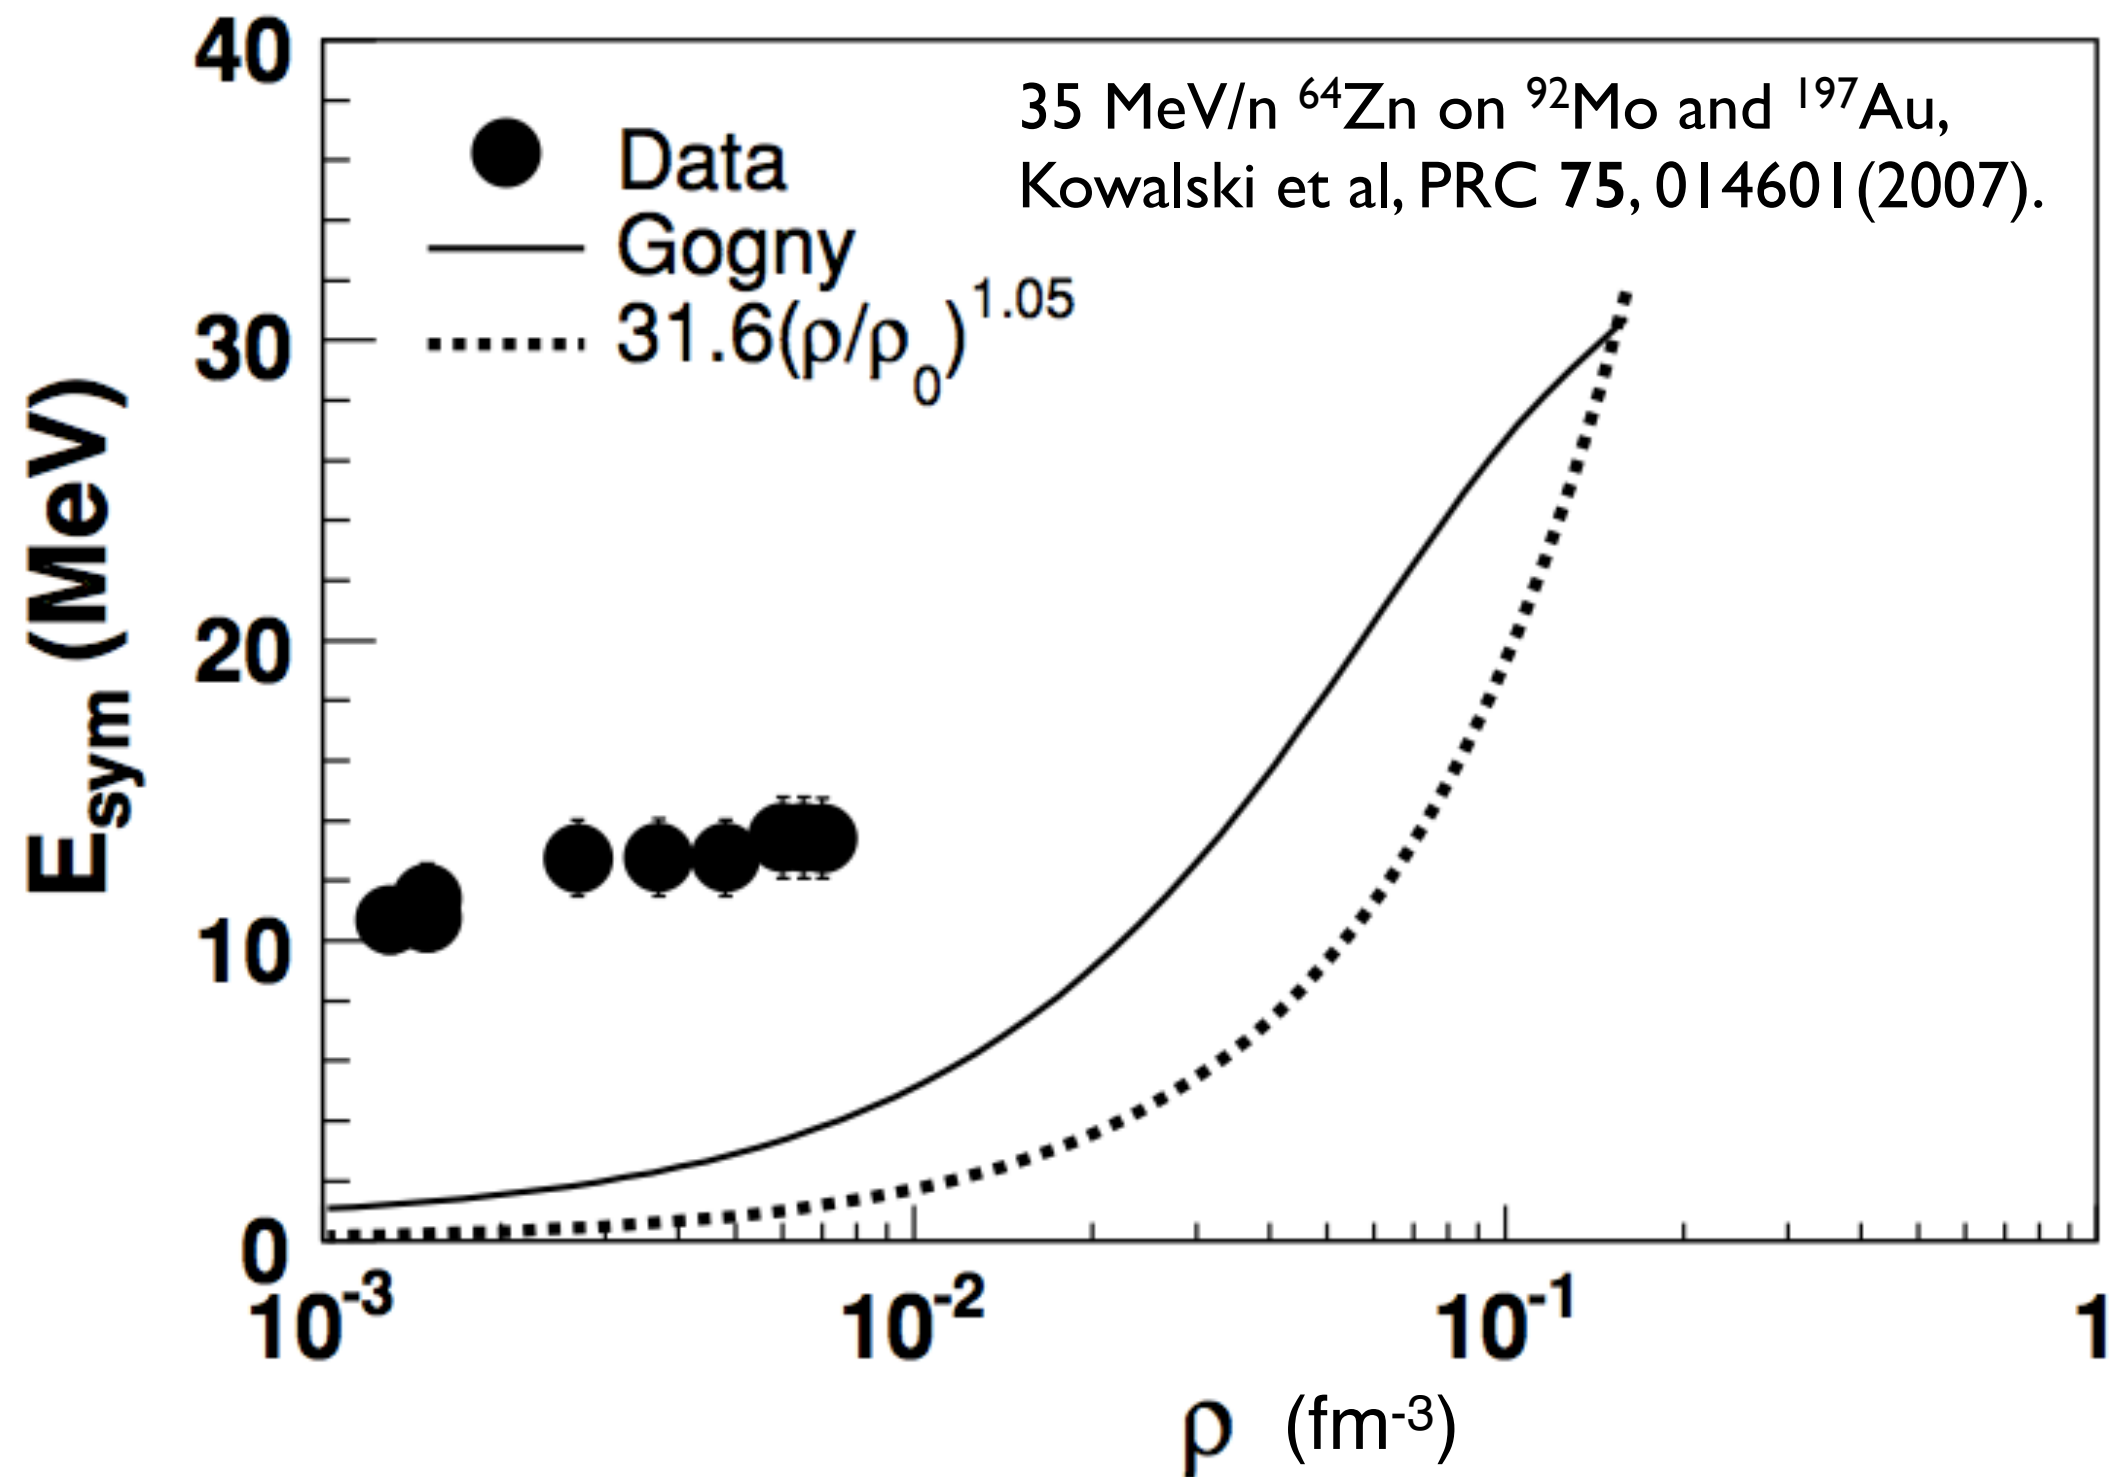 40
35 MeV/n ⁶⁴Zn on ⁹²Mo and ¹⁹⁷Au,
Kowalski et al, PRC 75, 014601(2007).
Data
Gogny
31.6(ρ/ρ₀)¹·⁰⁵
30
20
10
0
E_sym (MeV)
10⁻³
10⁻²
10⁻¹
1
ρ (fm⁻³)